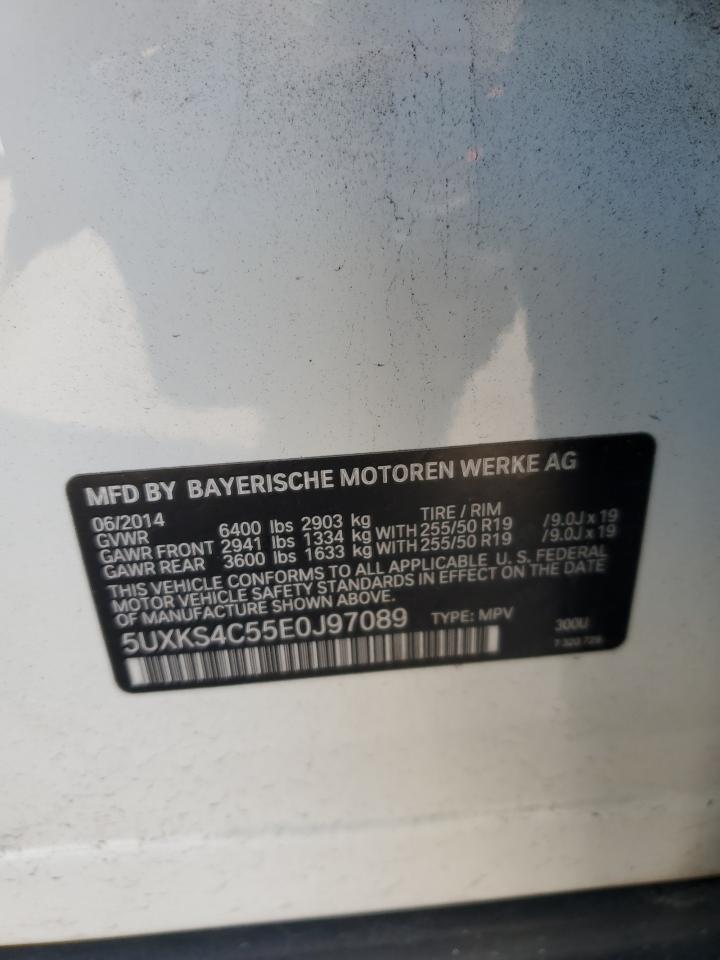 MFD BY BAYERISCHE MOTOREN WERKE AG
06/2014 TIRE / RIM
GVWR 6400 lbs 2903 kg
GAWR FRONT 2941 lbs 1334 kg WITH 255/50 R19 /9.0J x 19
GAWR REAR 3600 lbs 1633 kg WITH 255/50 R19 /9.0J x 19
THIS VEHICLE CONFORMS TO ALL APPLICABLE U.S. FEDERAL
MOTOR VEHICLE SAFETY STANDARDS IN EFFECT ON THE DATE
OF MANUFACTURE SHOWN ABOVE.
5UXKS4C55E0J97089 TYPE: MPV 300U